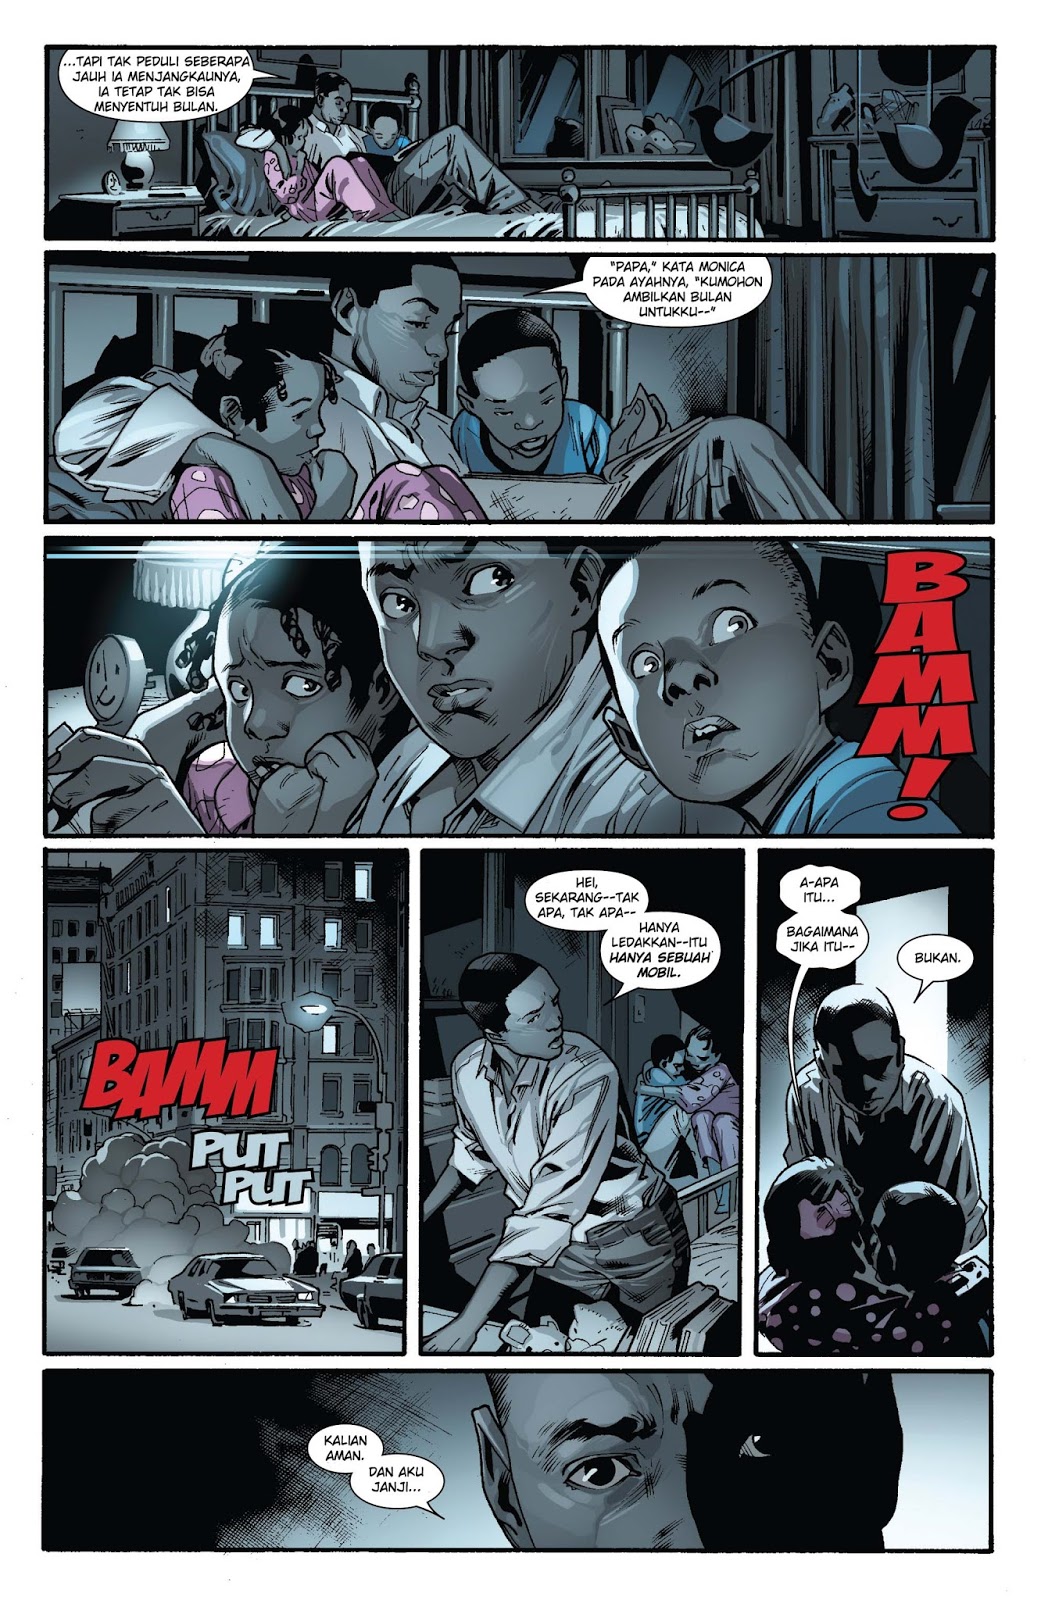 ...TAPI TAK PEDULI SEBERAPA
JAUH IA MENJANGKAUNYA,
IA TETAP TAK BISA
MENYENTUH BULAN.
"PAPA," KATA MONICA
PADA AYAHNYA, "KUMOHON
AMBILKAN BULAN
UNTUKKU--"
BAMM!
BAMM
PUT
PUT
HEI,
SEKARANG--TAK
APA, TAK APA--
HANYA
LEDAKKAN--ITU
HANYA SEBUAH
MOBIL.
A-APA
ITU...
BAGAIMANA
JIKA ITU--
BUKAN.
KALIAN
AMAN.
DAN AKU
JANJI...